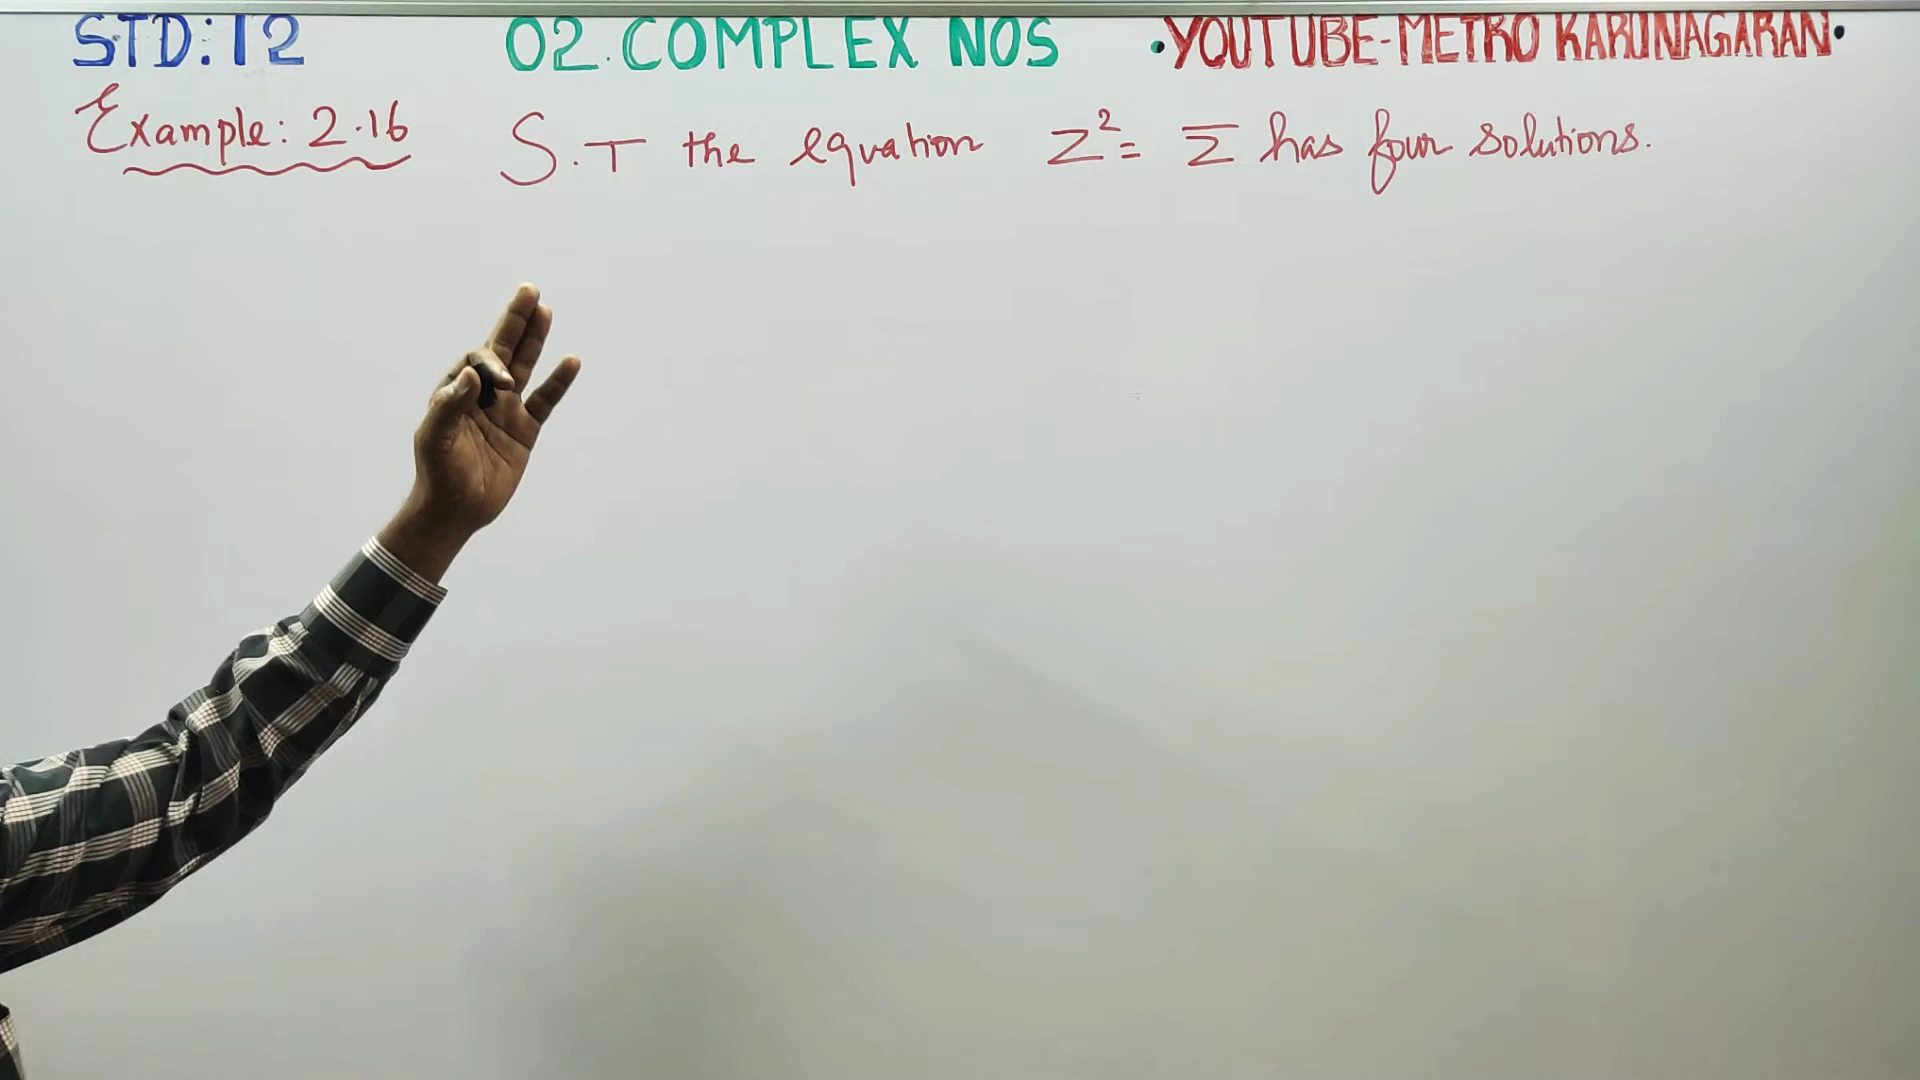 STD:12 02.COMPLEX NOS •YOUTUBE-METRO KARUNAGARAN•
Example: 2.16 S.T the equation Z² = Z̅ has four solutions.